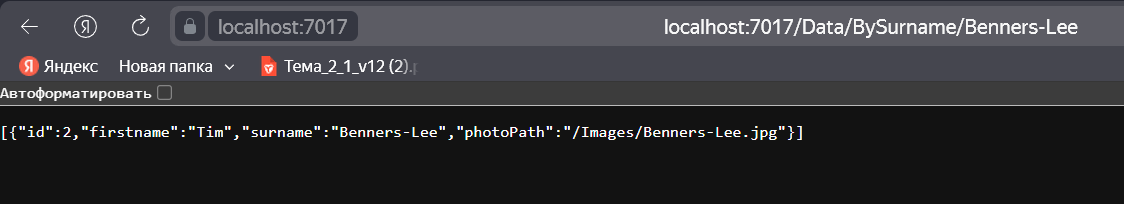 Я localhost:7017 localhost:7017/Data/BySurname/Benners-Lee
Я Яндекс Новая папка Тема_2_1_v12 (2).p
Автоформатировать
[{"id":2,"firstname":"Tim","surname":"Benners-Lee","photoPath":"/Images/Benners-Lee.jpg"}]